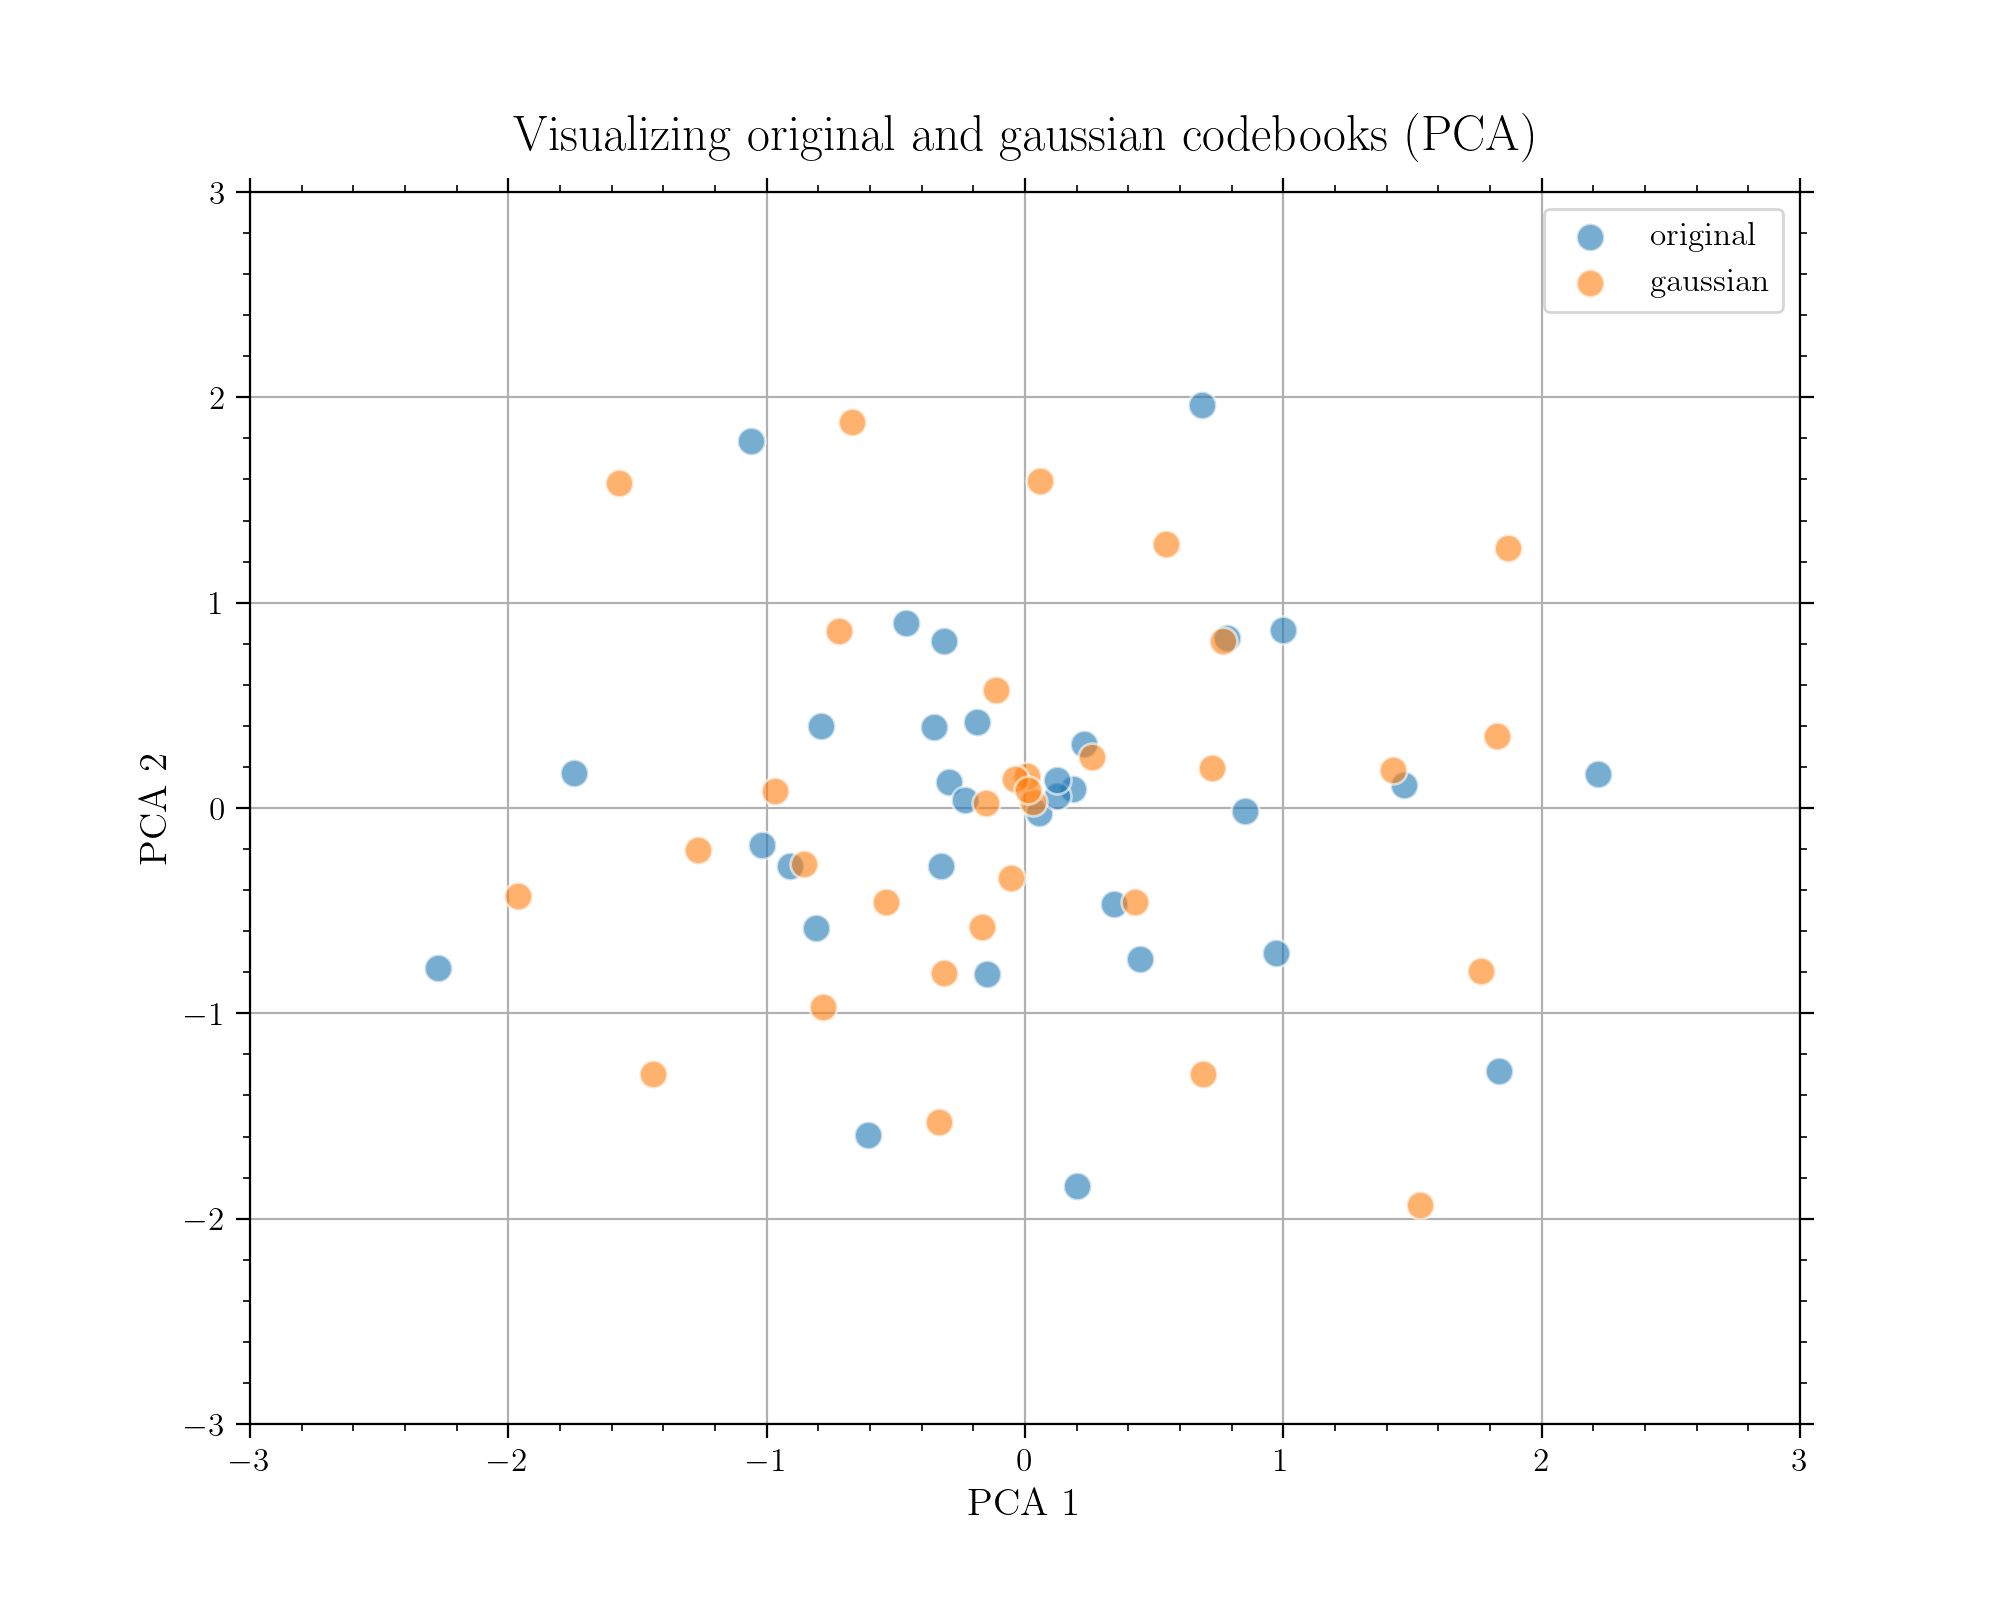 Visualizing original and gaussian codebooks (PCA)
original
gaussian
3
2
1
0
−1
−2
−3
PCA 2
−3 −2 −1 0 1 2 3
PCA 1